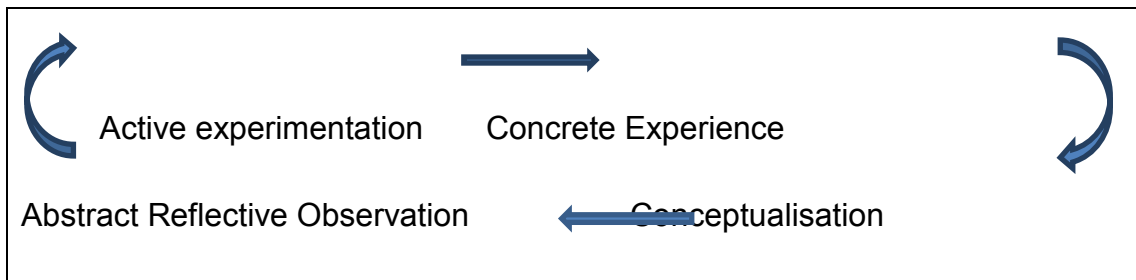 Active experimentation Concrete Experience
Abstract Reflective Observation Conceptualisation